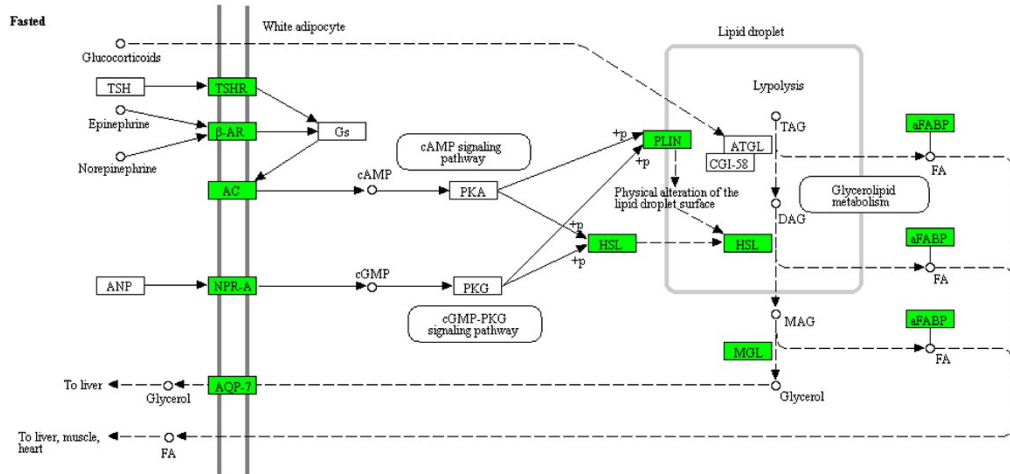 Fasted
White adipocyte
Lipid droplet
Glucocorticoids
Lypolysis
TSH
TSHR
Epinephrine
β-AR
Gs
Norepinephrine
AC
cAMP
cAMP signaling
pathway
PKA
+p
+p
PLIN
ATGL
CGI-58
TAG
aFABP
FA
Physical alteration of the
lipid droplet surface
Glycerolipid
metabolism
DAG
+p
HSL
+p
HSL
aFABP
FA
ANP
NPR-A
cGMP
PKG
cGMP-PKG
signaling pathway
MAG
aFABP
FA
MGL
To liver
Glycerol
AQP-7
Glycerol
To liver, muscle,
heart
FA